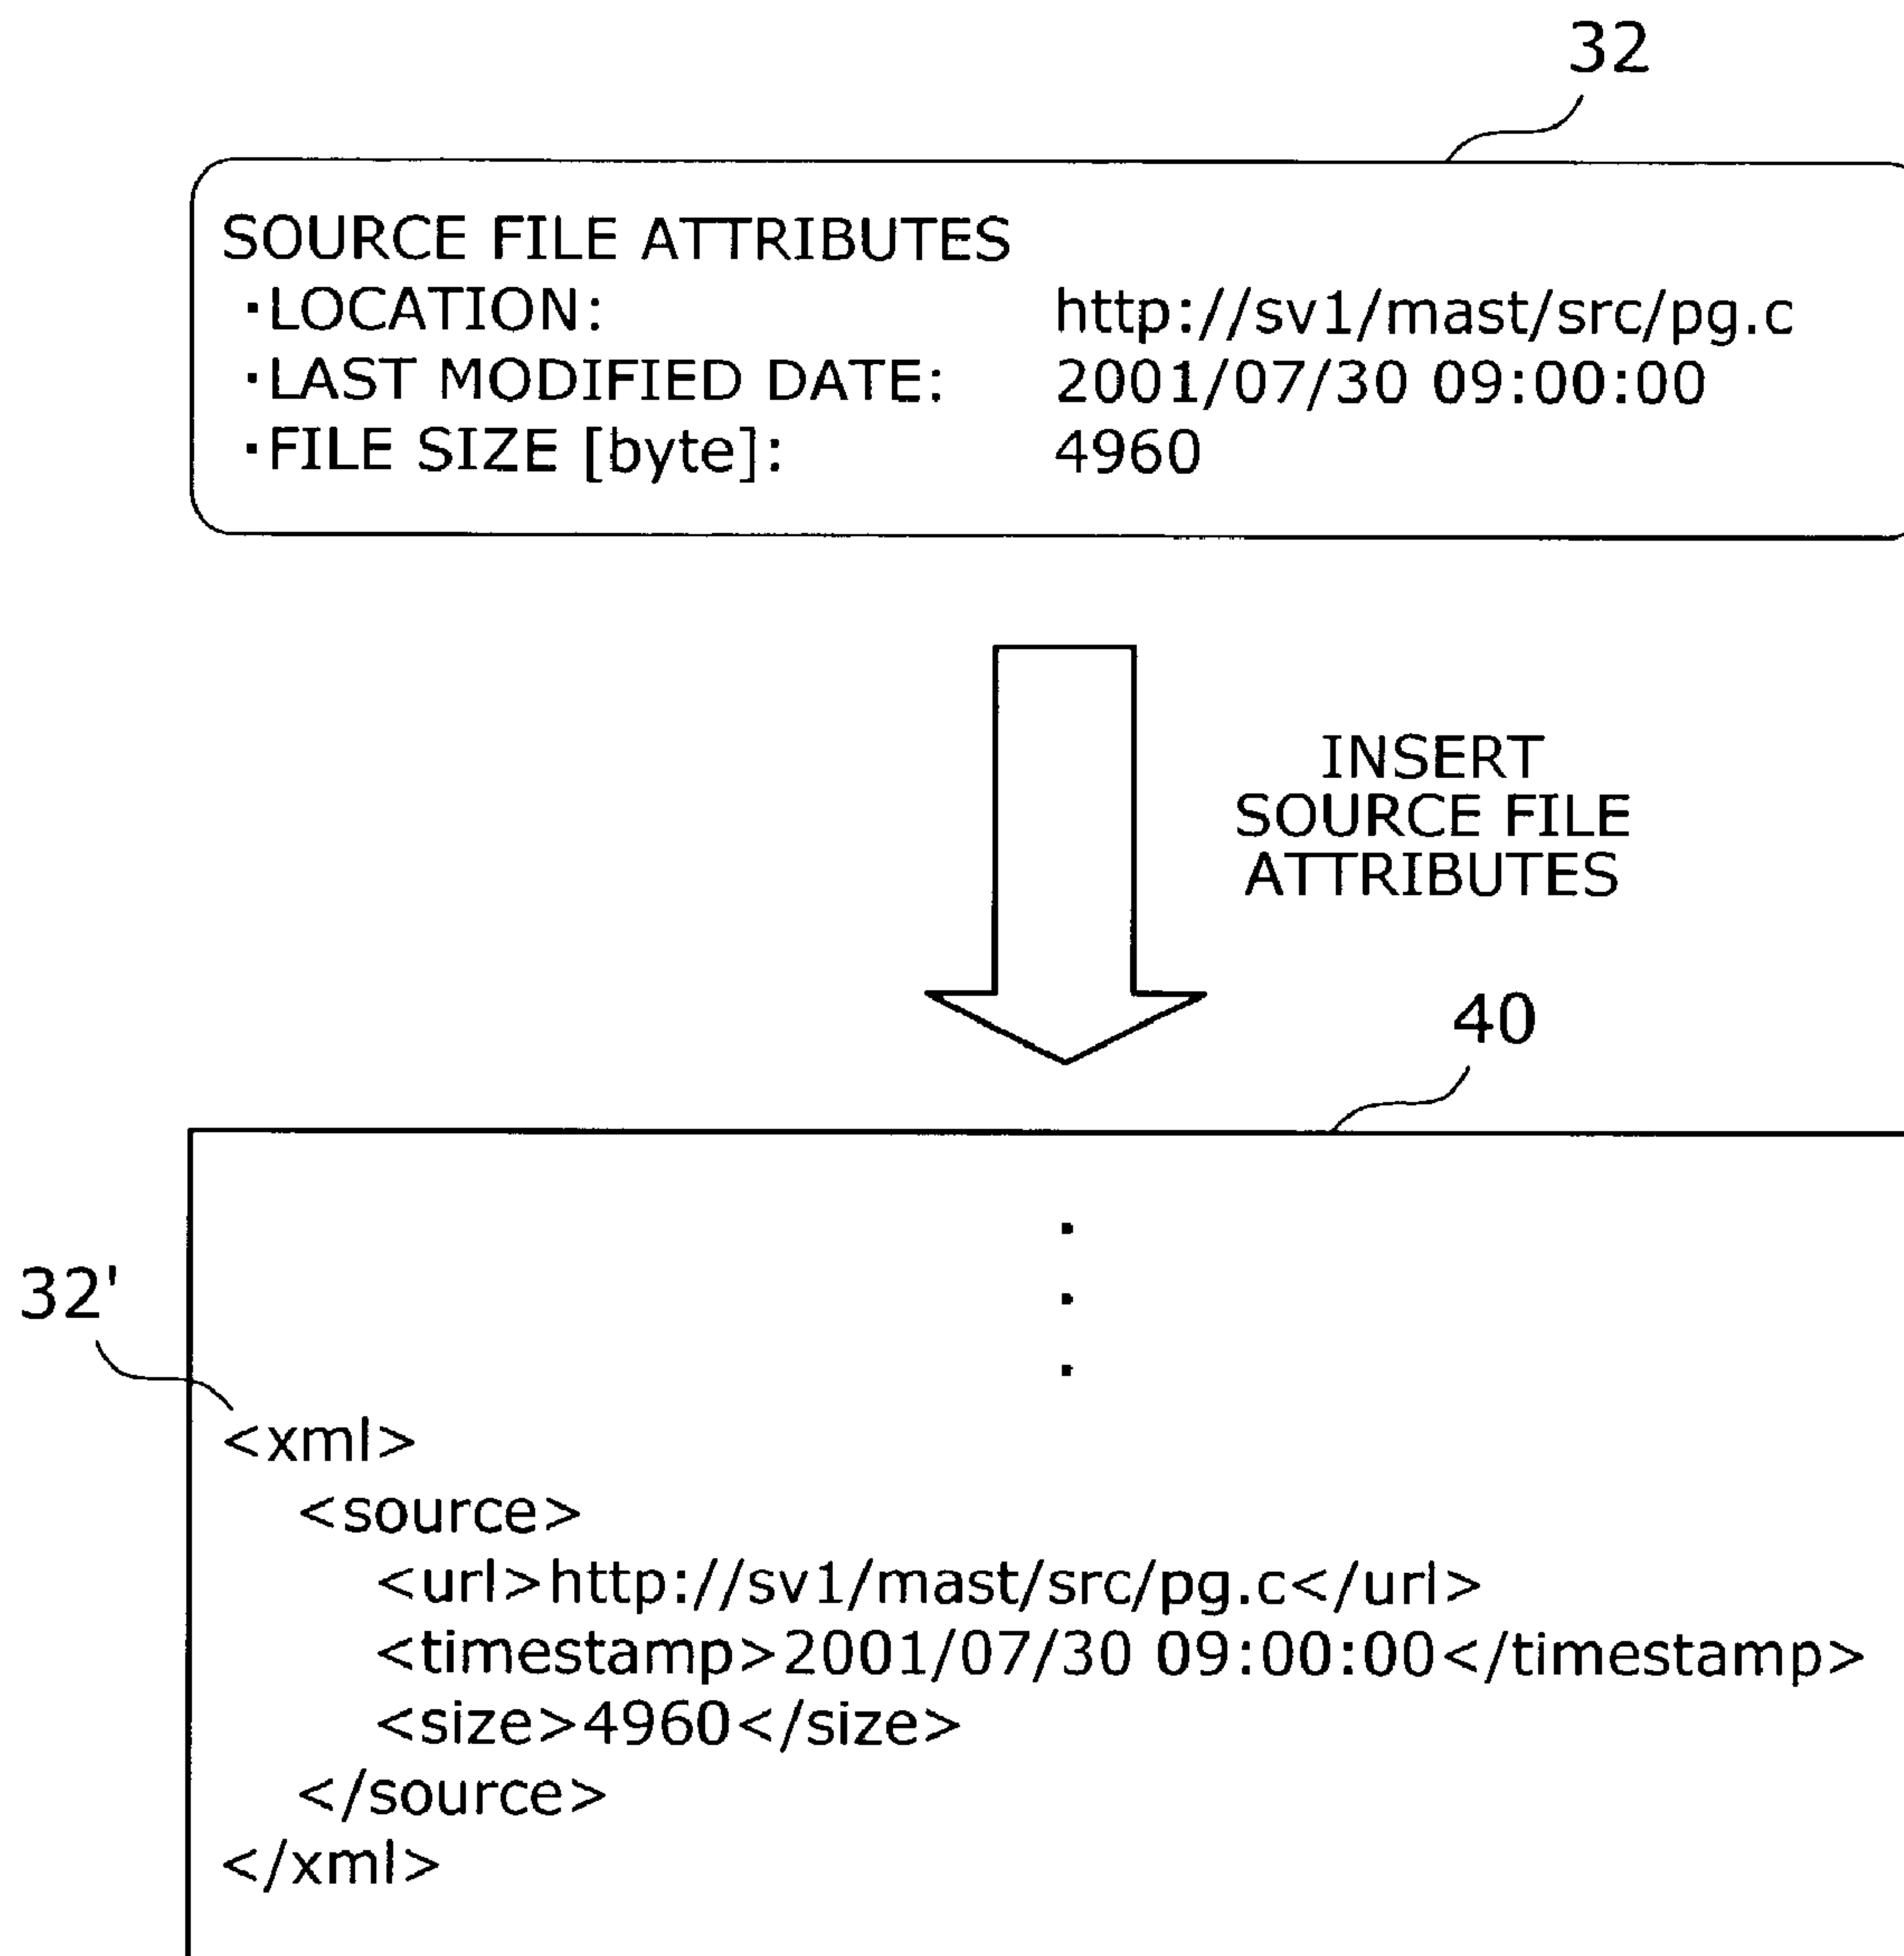 32
SOURCE FILE ATTRIBUTES
·LOCATION: http://sv1/mast/src/pg.c
·LAST MODIFIED DATE: 2001/07/30 09:00:00
·FILE SIZE [byte]: 4960
INSERT
SOURCE FILE
ATTRIBUTES
40
32'
<xml>
<source>
<url>http://sv1/mast/src/pg.c</url>
<timestamp>2001/07/30 09:00:00</timestamp>
<size>4960</size>
</source>
</xml>